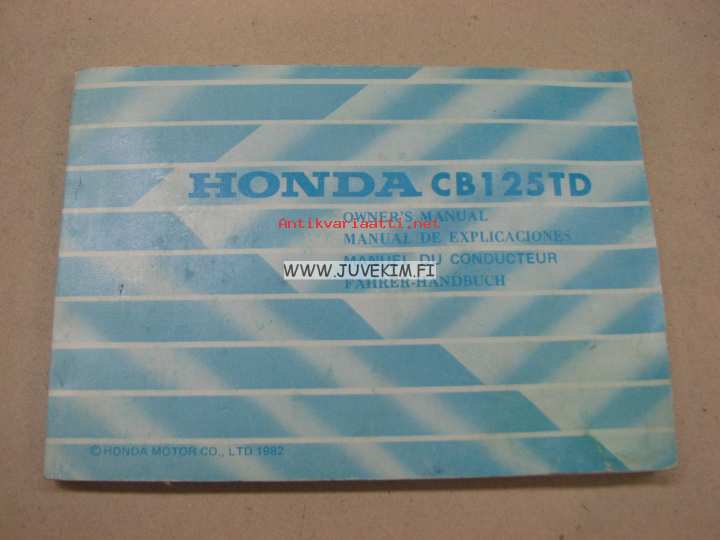 HONDA CB125TD
OWNER'S MANUAL
Antikvariaatti.net
MANUAL DE EXPLICACIONES
MANUEL DU CONDUCTEUR
WWW.JUVEKIM.FI
FAHRER-HANDBUCH
© HONDA MOTOR CO., LTD. 1982